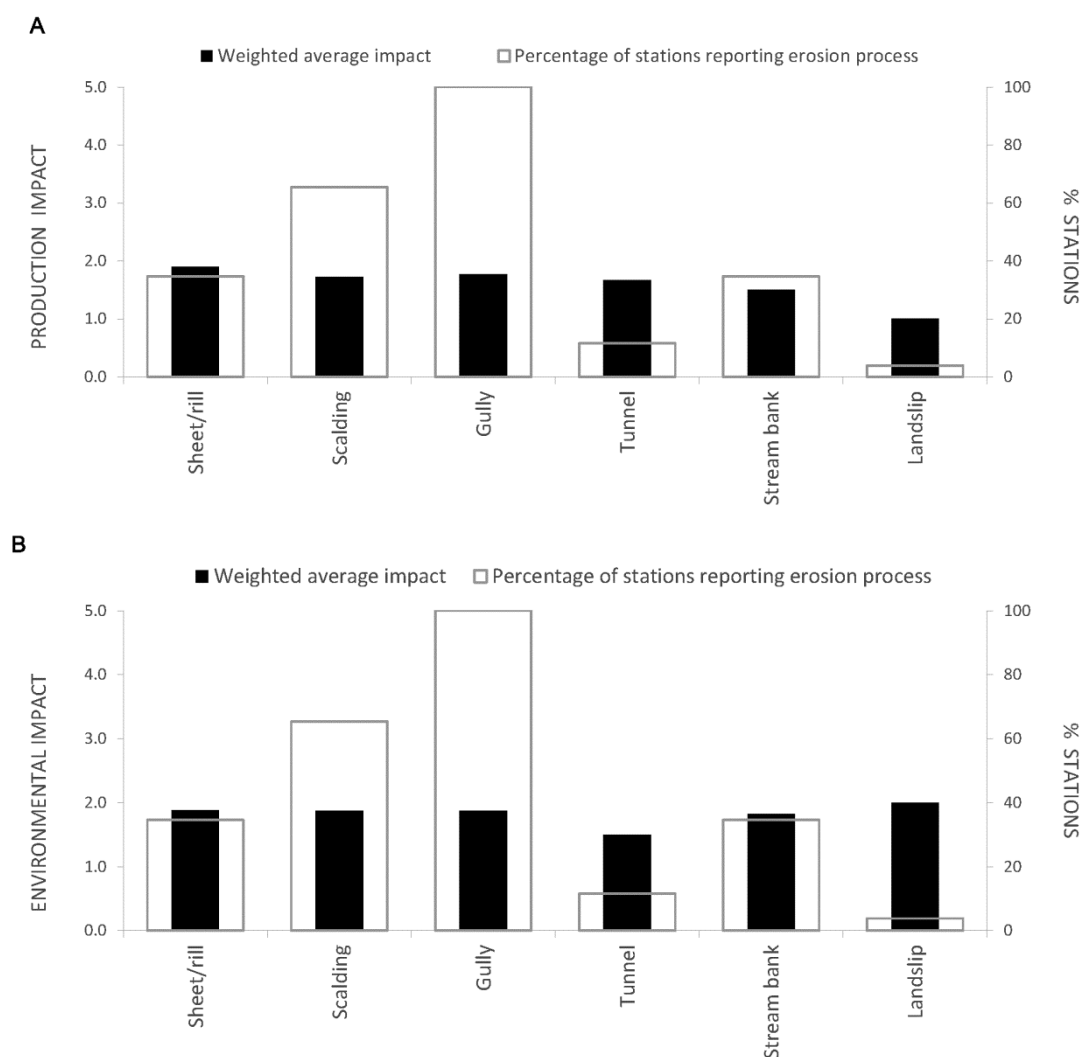 A
Weighted average impact Percentage of stations reporting erosion process
PRODUCTION IMPACT
5.0
4.0
3.0
2.0
1.0
0.0
100
80
60
40
20
0
% STATIONS
Sheet/rill
Scalding
Gully
Tunnel
Stream bank
Landslip
B
Weighted average impact Percentage of stations reporting erosion process
ENVIRONMENTAL IMPACT
5.0
4.0
3.0
2.0
1.0
0.0
100
80
60
40
20
0
% STATIONS
Sheet/rill
Scalding
Gully
Tunnel
Stream bank
Landslip